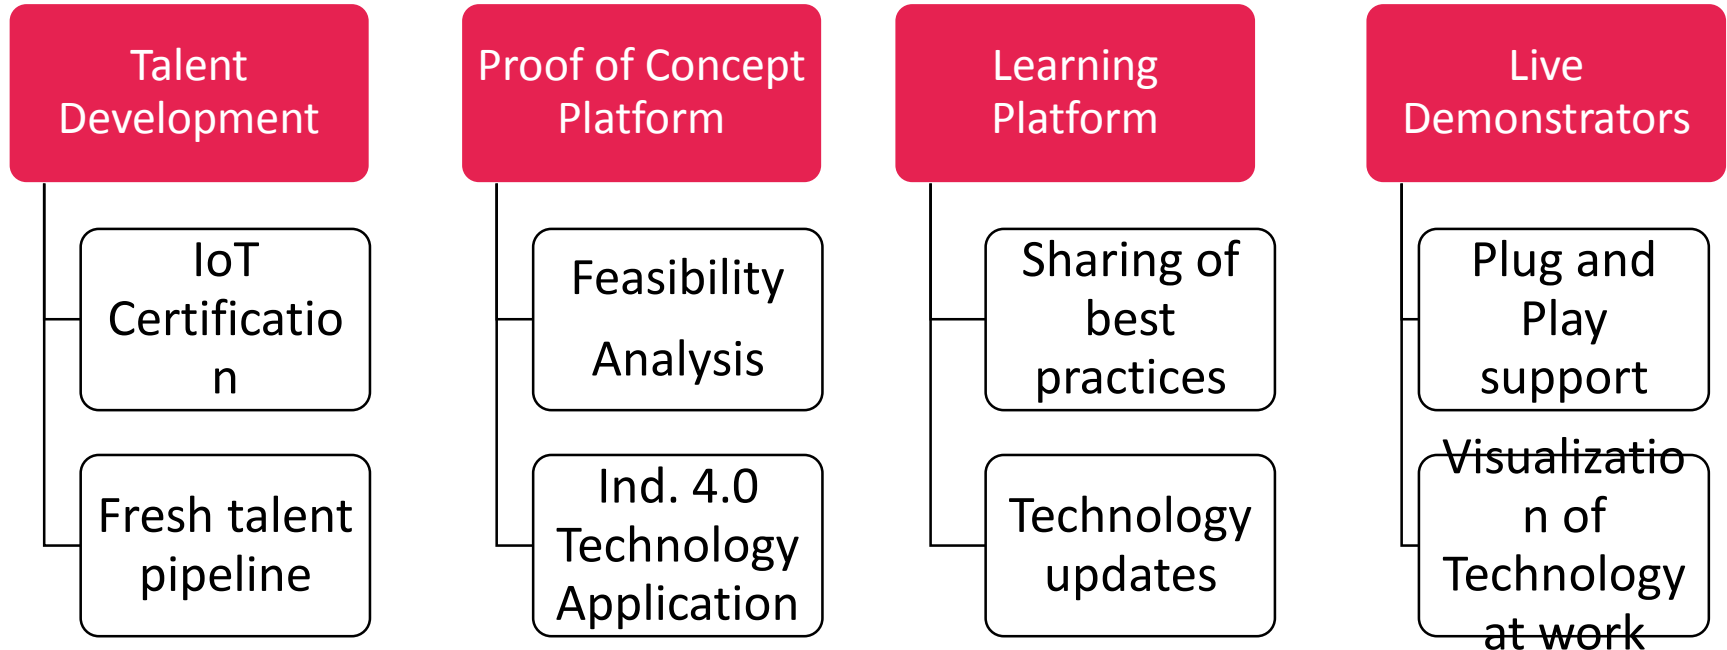 Talent
Development
IoT
Certificatio
n
Fresh talent
pipeline
Proof of Concept
Platform
Feasibility
Analysis
Ind. 4.0
Technology
Application
Learning
Platform
Sharing of
best
practices
Technology
updates
Live
Demonstrators
Plug and
Play
support
Visualizatio
n of
Technology
at work